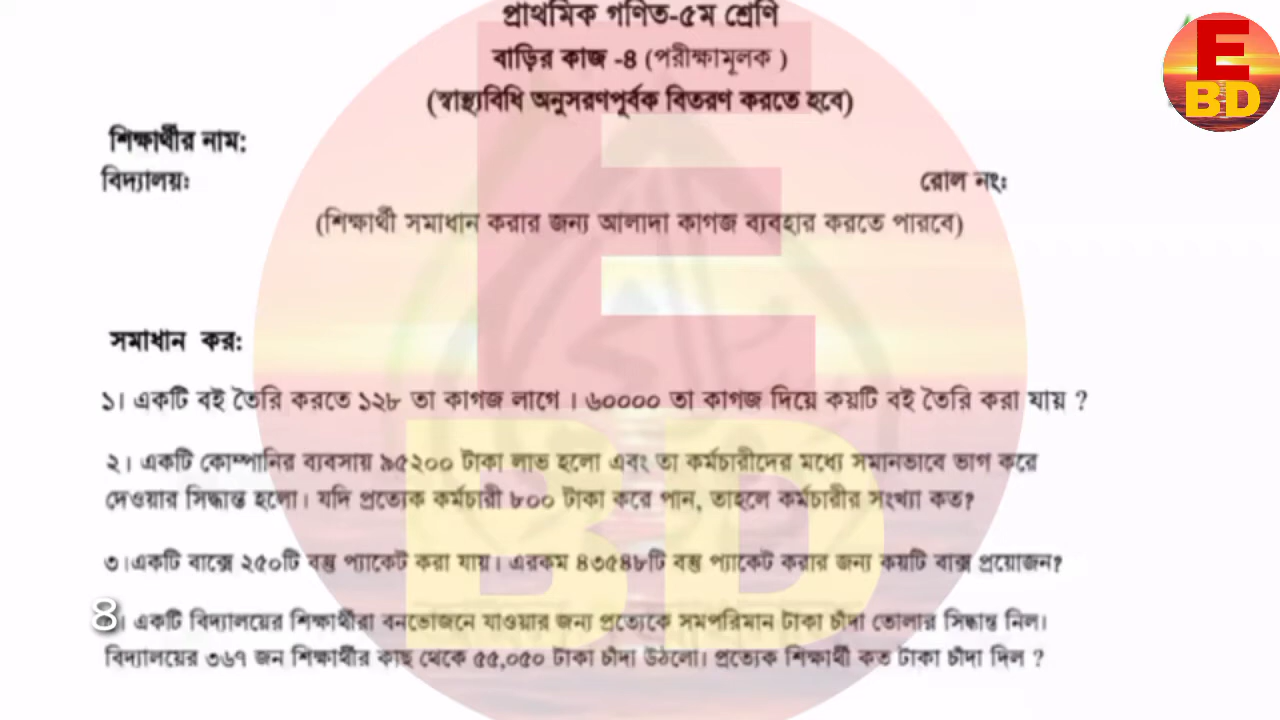 প্রাথমিক গণিত-৫ম শ্রেণি
বাড়ির কাজ -৪ (পরীক্ষামূলক )
(স্বাস্থ্যবিধি অনুসরণপূর্বক বিতরণ করতে হবে)
শিক্ষার্থীর নাম:
বিদ্যালয়ঃ রোল নং:
(শিক্ষার্থী সমাধান করার জন্য আলাদা কাগজ ব্যবহার করতে পারবে)
সমাধান কর:
১। একটি বই তৈরি করতে ১২৮ তা কাগজ লাগে । ৬০০০০ তা কাগজ দিয়ে কয়টি বই তৈরি করা যায় ?
২। একটি কোম্পানির ব্যবসায় ৯৫২০০ টাকা লাভ হলো এবং তা কর্মচারীদের মধ্যে সমানভাবে ভাগ করে
দেওয়ার সিদ্ধান্ত হলো। যদি প্রত্যেক কর্মচারী ৮০০ টাকা করে পান, তাহলে কর্মচারীর সংখ্যা কত?
৩।একটি বাক্সে ২৫০টি বস্তু প্যাকেট করা যায়। এরকম ৪৩৫৪৮টি বস্তু প্যাকেট করার জন্য কয়টি বাক্স প্রয়োজন?
৪। একটি বিদ্যালয়ের শিক্ষার্থীরা বনভোজনে যাওয়ার জন্য প্রত্যেকে সমপরিমান টাকা চাঁদা তোলার সিদ্ধান্ত নিল।
বিদ্যালয়ের ৩৬৭ জন শিক্ষার্থীর কাছ থেকে ৫৫,০৫০ টাকা চাঁদা উঠলো। প্রত্যেক শিক্ষার্থী কত টাকা চাঁদা দিল ?
E
BD
E
BD